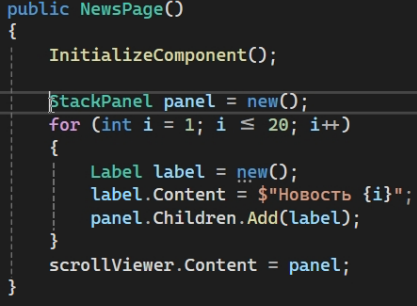 public NewsPage()
{
InitializeComponent();
StackPanel panel = new();
for (int i = 1; i <= 20; i++)
{
Label label = new();
label.Content = $"Новость {i}";
panel.Children.Add(label);
}
scrollViewer.Content = panel;
}